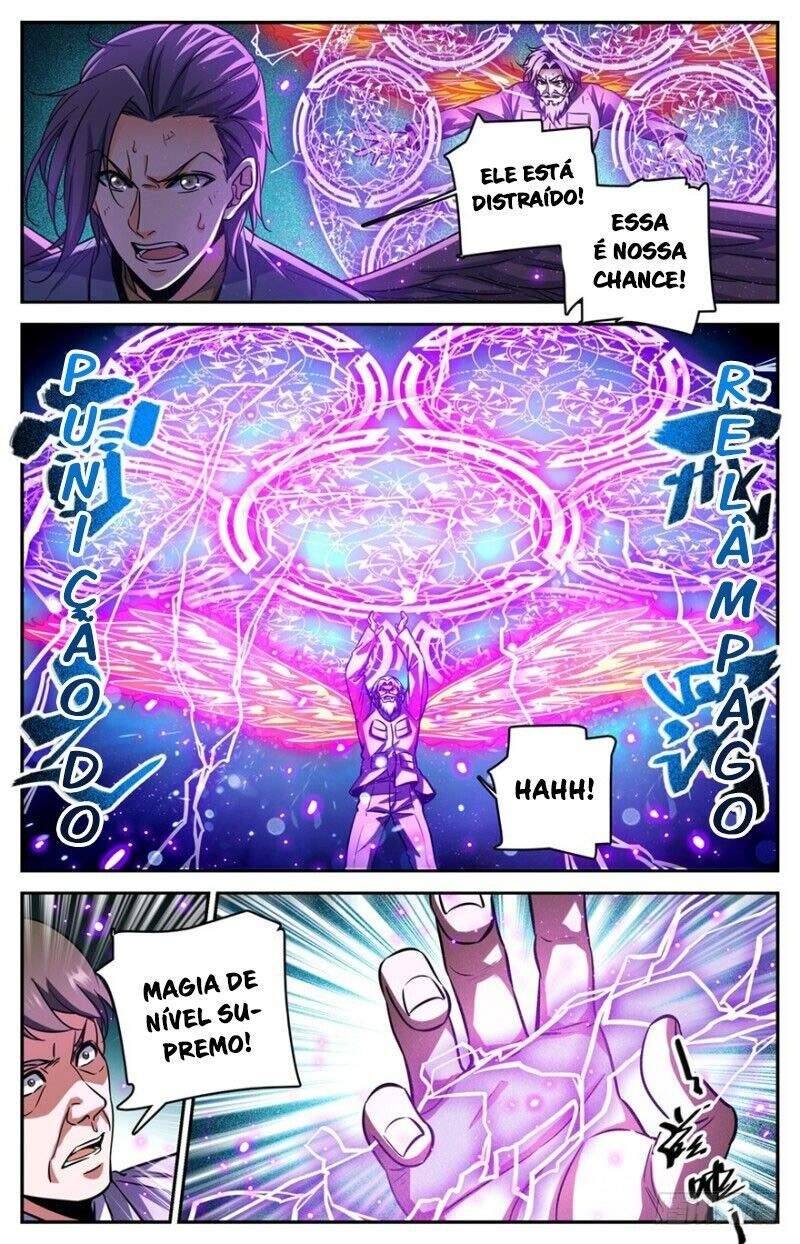 ELE ESTÁ
DISTRAÍDO!
ESSA
É NOSSA
CHANCE!
PUNIÇÃO DO
RELÂMPAGO
HAHH!
MAGIA DE
NÍVEL SU-
PREMO!